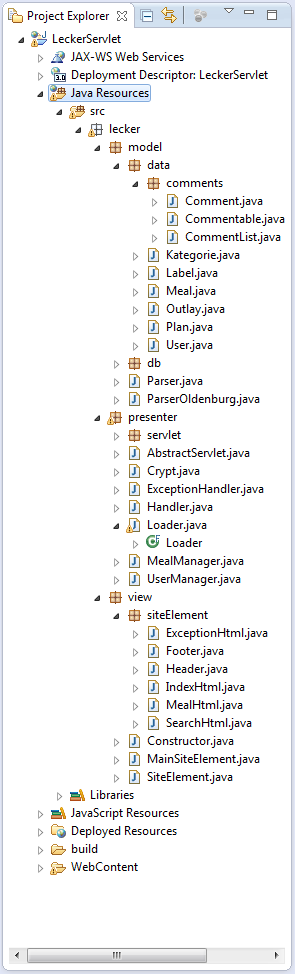 Project Explorer
LeckerServlet
JAX-WS Web Services
3.0 Deployment Descriptor: LeckerServlet
Java Resources
src
lecker
model
data
comments
Comment.java
Commentable.java
CommentList.java
Kategorie.java
Label.java
Meal.java
Outlay.java
Plan.java
User.java
db
Parser.java
ParserOldenburg.java
presenter
servlet
AbstractServlet.java
Crypt.java
ExceptionHandler.java
Handler.java
Loader.java
Loader
MealManager.java
UserManager.java
view
siteElement
ExceptionHtml.java
Footer.java
Header.java
IndexHtml.java
MealHtml.java
SearchHtml.java
Constructor.java
MainSiteElement.java
SiteElement.java
Libraries
JavaScript Resources
Deployed Resources
build
WebContent